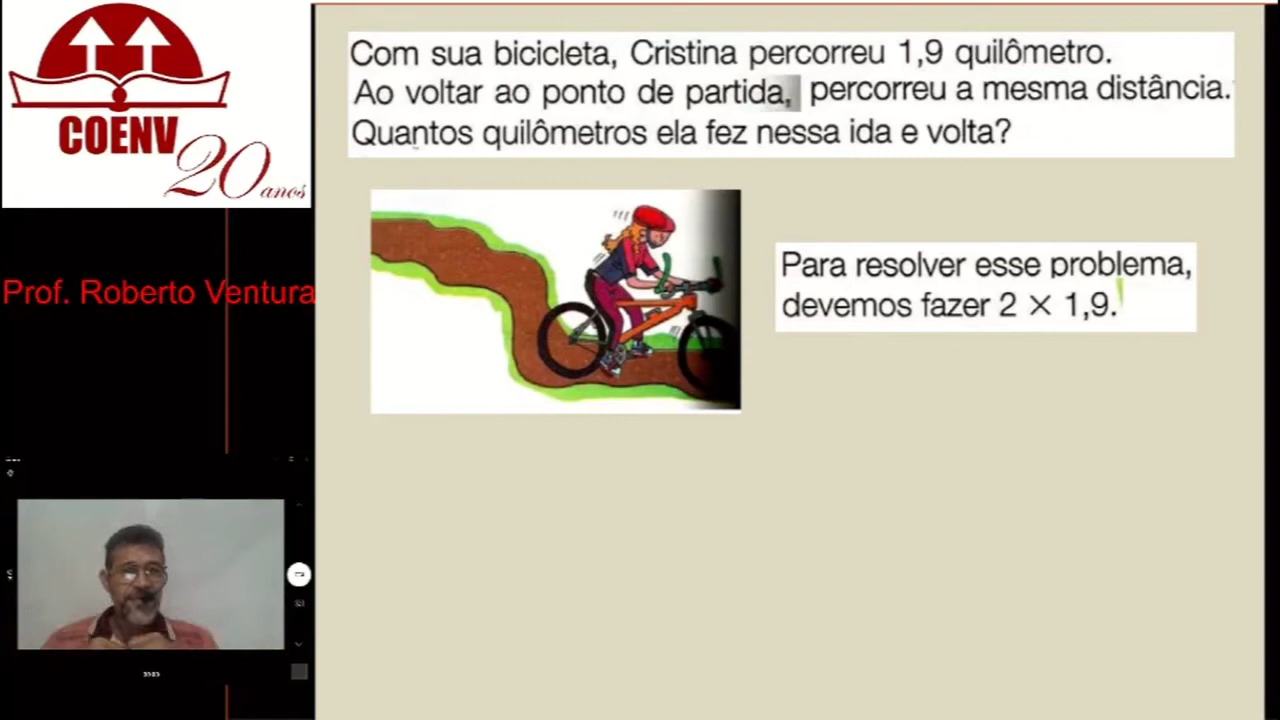 COENV
20 anos
Prof. Roberto Ventura
Com sua bicicleta, Cristina percorreu 1,9 quilômetro.
Ao voltar ao ponto de partida, percorreu a mesma distância.
Quantos quilômetros ela fez nessa ida e volta?
Para resolver esse problema,
devemos fazer 2 × 1,9.